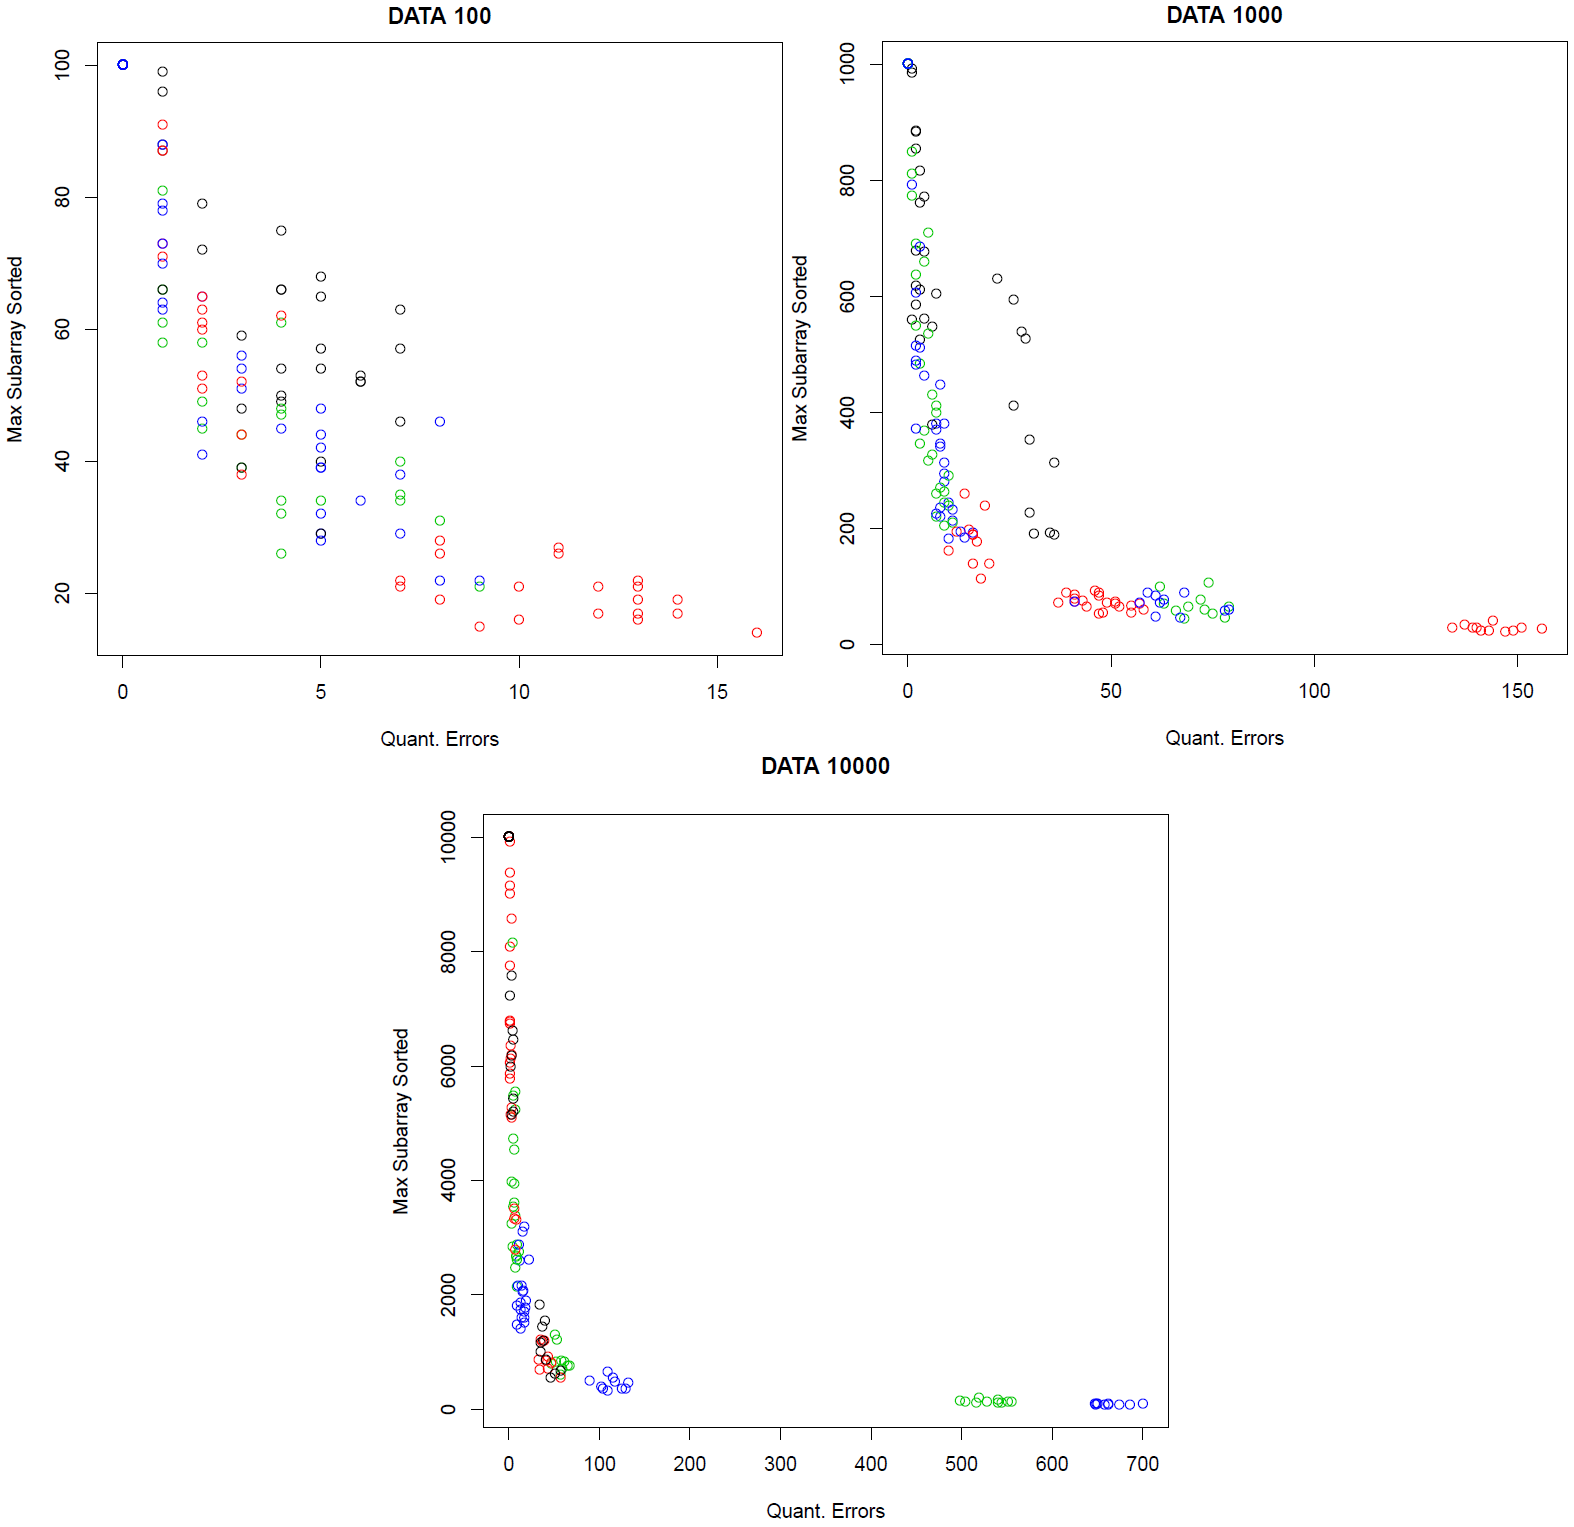 DATA 100
100
80
60
40
20
Max Subarray Sorted
0 5 10 15
Quant. Errors
DATA 1000
1000
800
600
400
200
0
Max Subarray Sorted
0 50 100 150
Quant. Errors
DATA 10000
10000
8000
6000
4000
2000
0
Max Subarray Sorted
0 100 200 300 400 500 600 700
Quant. Errors